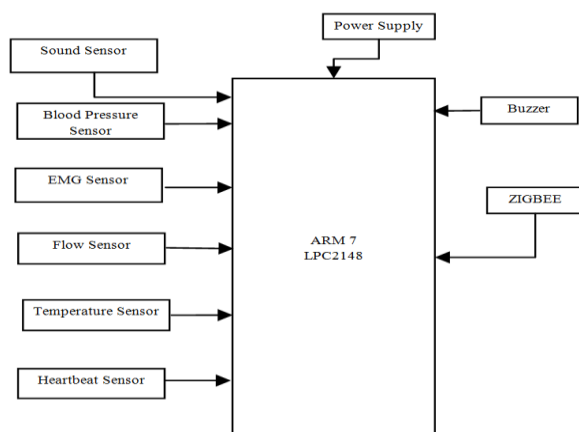 Power Supply
Sound Sensor
Blood Pressure
Sensor
Buzzer
EMG Sensor
ZIGBEE
Flow Sensor
ARM 7
LPC2148
Temperature Sensor
Heartbeat Sensor